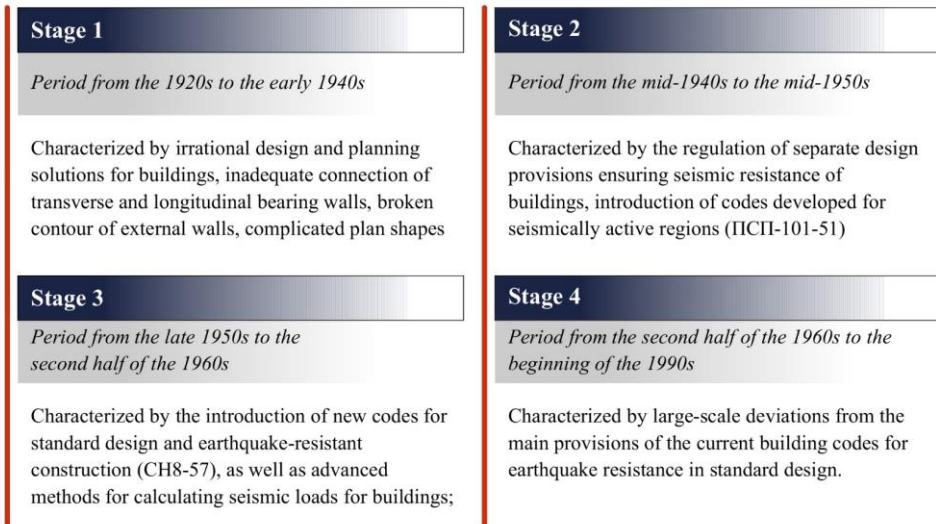 Stage 1
Period from the 1920s to the early 1940s
Characterized by irrational design and planning
solutions for buildings, inadequate connection of
transverse and longitudinal bearing walls, broken
contour of external walls, complicated plan shapes
Stage 2
Period from the mid-1940s to the mid-1950s
Characterized by the regulation of separate design
provisions ensuring seismic resistance of
buildings, introduction of codes developed for
seismically active regions (ПСП-101-51)
Stage 3
Period from the late 1950s to the
second half of the 1960s
Characterized by the introduction of new codes for
standard design and earthquake-resistant
construction (СН8-57), as well as advanced
methods for calculating seismic loads for buildings;
Stage 4
Period from the second half of the 1960s to the
beginning of the 1990s
Characterized by large-scale deviations from the
main provisions of the current building codes for
earthquake resistance in standard design.